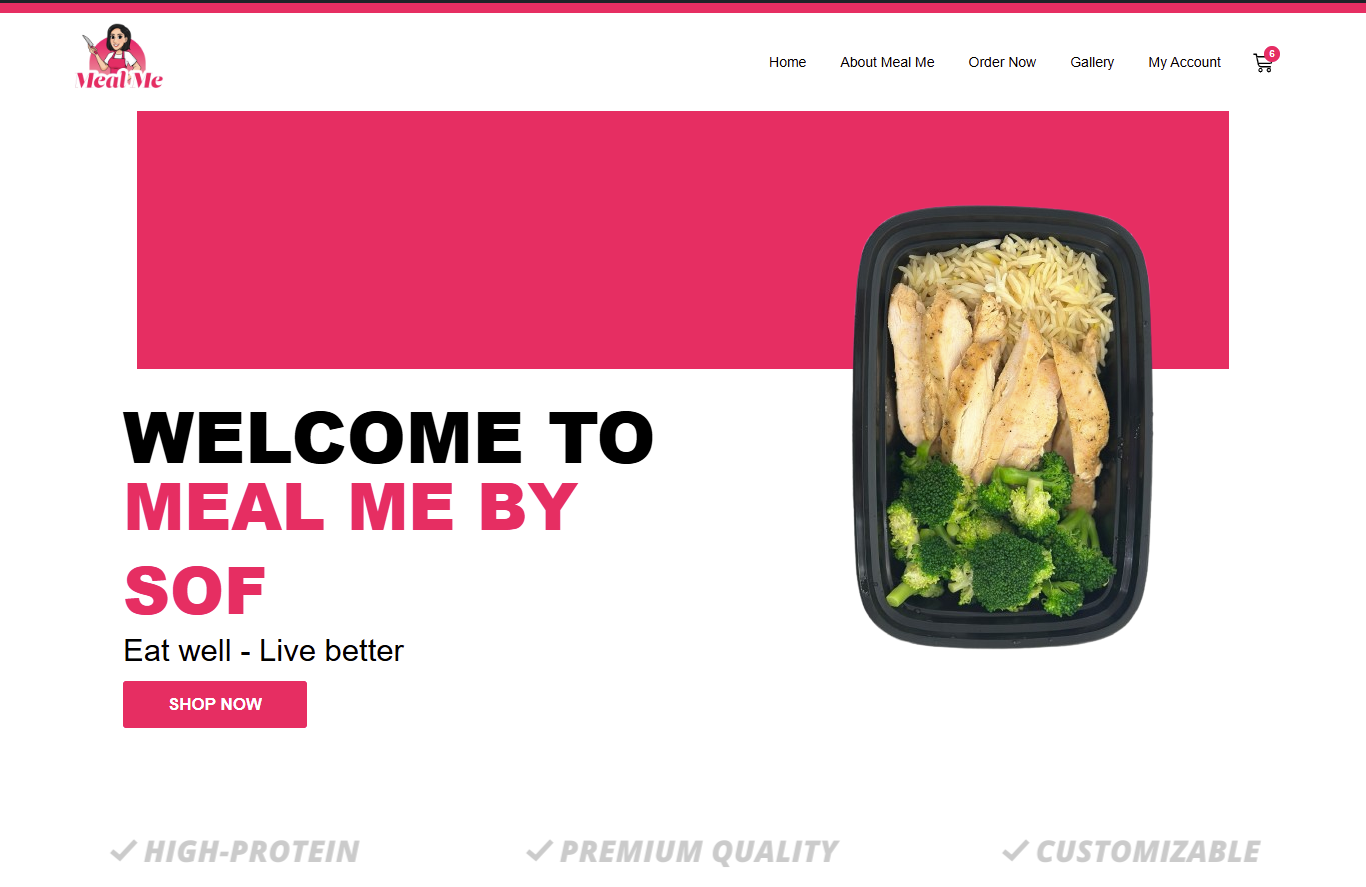 Meal Me
Home
About Meal Me
Order Now
Gallery
My Account
6
WELCOME TO
MEAL ME BY
SOF
Eat well - Live better
SHOP NOW
HIGH-PROTEIN
PREMIUM QUALITY
CUSTOMIZABLE